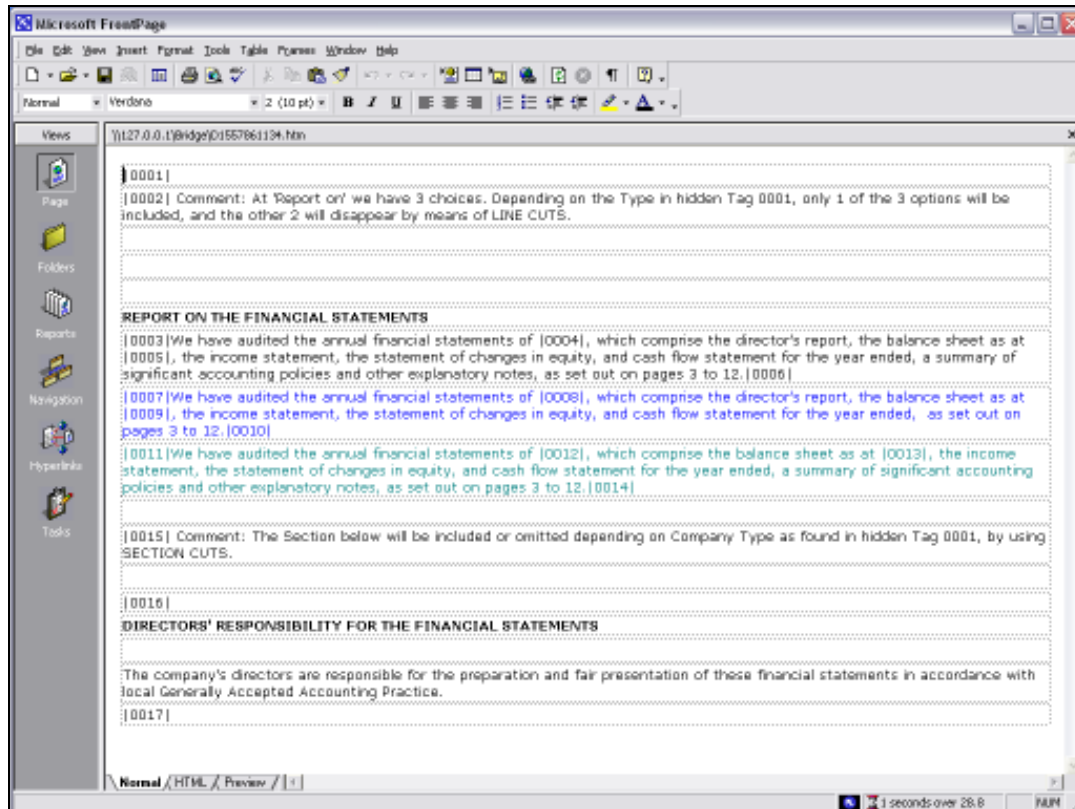 Microsoft FrontPage
File Edit View Insert Format Tools Table Frames Window Help
Normal Verdana 2 (10 pt) B I U A
Views \\127.0.0.1\Bridge\D1557861134.htm
Page
Folders
Reports
Navigation
Hyperlinks
Tasks
|0001|
|0002| Comment: At 'Report on' we have 3 choices. Depending on the Type in hidden Tag 0001, only 1 of the 3 options will be
included, and the other 2 will disappear by means of LINE CUTS.
REPORT ON THE FINANCIAL STATEMENTS
|0003|We have audited the annual financial statements of |0004|, which comprise the director's report, the balance sheet as at
|0005|, the income statement, the statement of changes in equity, and cash flow statement for the year ended, a summary of
significant accounting policies and other explanatory notes, as set out on pages 3 to 12.|0006|
|0007|We have audited the annual financial statements of |0008|, which comprise the director's report, the balance sheet as at
|0009|, the income statement, the statement of changes in equity, and cash flow statement for the year ended, as set out on
pages 3 to 12.|0010|
|0011|We have audited the annual financial statements of |0012|, which comprise the balance sheet as at |0013|, the income
statement, the statement of changes in equity, and cash flow statement for the year ended, a summary of significant accounting
policies and other explanatory notes, as set out on pages 3 to 12.|0014|
|0015| Comment: The Section below will be included or omitted depending on Company Type as found in hidden Tag 0001, by using
SECTION CUTS.
|0016|
DIRECTORS' RESPONSIBILITY FOR THE FINANCIAL STATEMENTS
The company's directors are responsible for the preparation and fair presentation of these financial statements in accordance with
local Generally Accepted Accounting Practice.
|0017|
Normal HTML Preview
1 seconds over 28.8 NUM